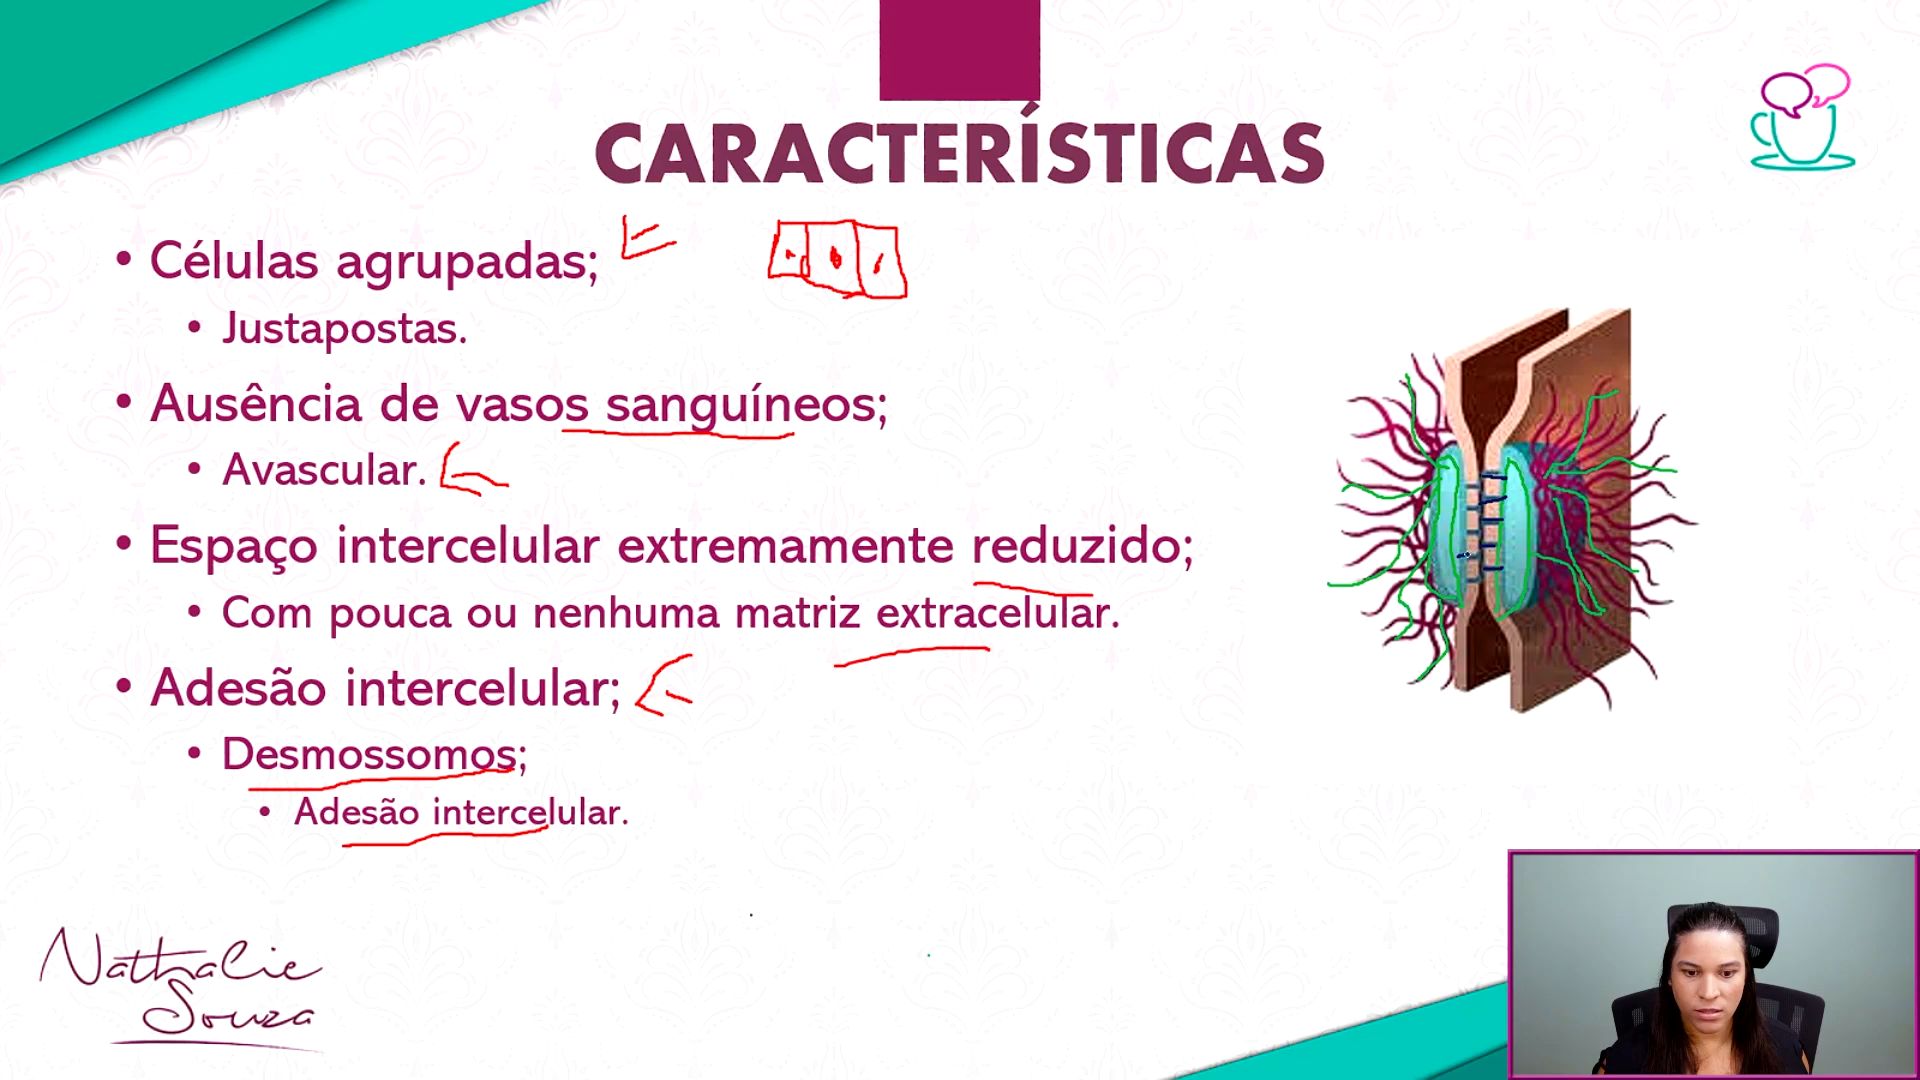 CARACTERÍSTICAS
• Células agrupadas;
• Justapostas.
• Ausência de vasos sanguíneos;
• Avascular.
• Espaço intercelular extremamente reduzido;
• Com pouca ou nenhuma matriz extracelular.
• Adesão intercelular;
• Desmossomos;
• Adesão intercelular.
Nathalie
Souza